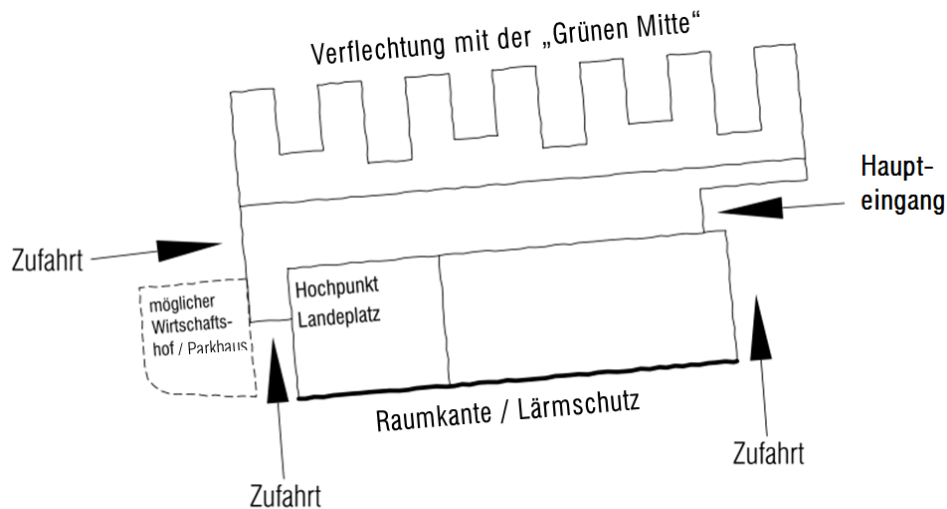 Verflechtung mit der „Grünen Mitte“
Haupt-
eingang
Zufahrt
Hochpunkt
Landeplatz
möglicher
Wirtschafts-
hof / Parkhaus
Raumkante / Lärmschutz
Zufahrt
Zufahrt